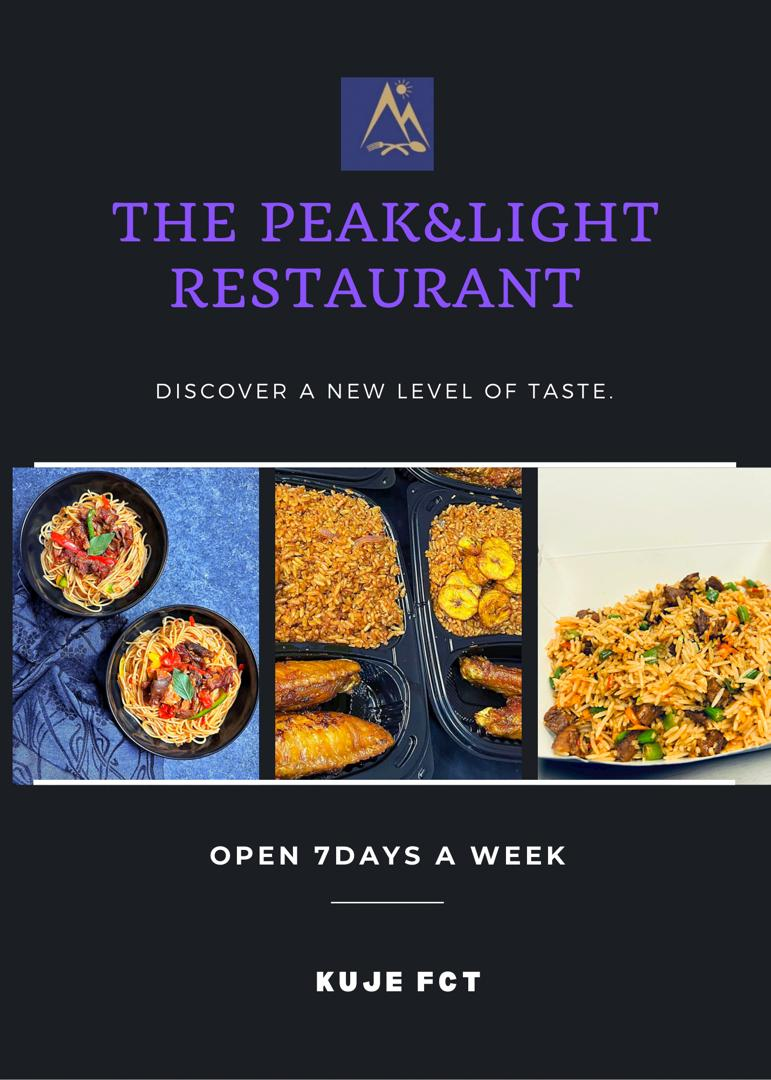 THE PEAK&LIGHT
RESTAURANT
DISCOVER A NEW LEVEL OF TASTE.
OPEN 7DAYS A WEEK
KUJE FCT